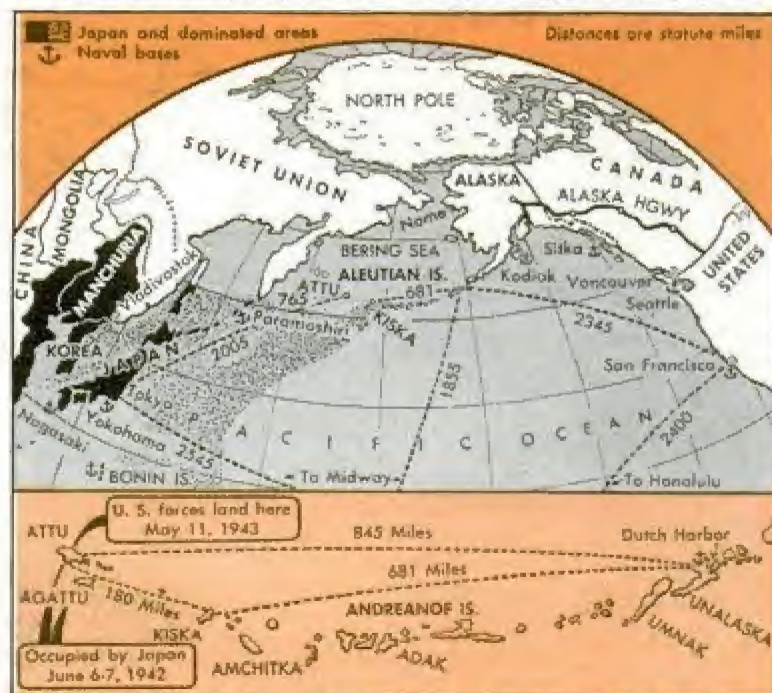 Japan and dominated areas
Naval bases
Distances are statute miles
NORTH POLE
SOVIET UNION
CANADA
ALASKA
ALASKA HGWY
Nome
CHINA
MONGOLIA
MANCHURIA
Vladivostok
BERING SEA
ALEUTIAN IS.
ATTU
765
681
KISKA
Kodiak
Sitka
Vancouver
Seattle
UNITED STATES
Paramoshiri
KOREA
JAPAN
2005
2345
1855
San Francisco
Tokyo
PACIFIC OCEAN
Nagasaki
Yokohama
2545
2400
BONIN IS.
To Midway
To Honolulu
U. S. forces land here
May 11, 1943
ATTU
845 Miles
Dutch Harbor
681 Miles
AGATTU
180 Miles
KISKA
ANDREANOF IS.
UNALASKA
UMNAK
AMCHITKA
ADAK
Occupied by Japan
June 6-7, 1942